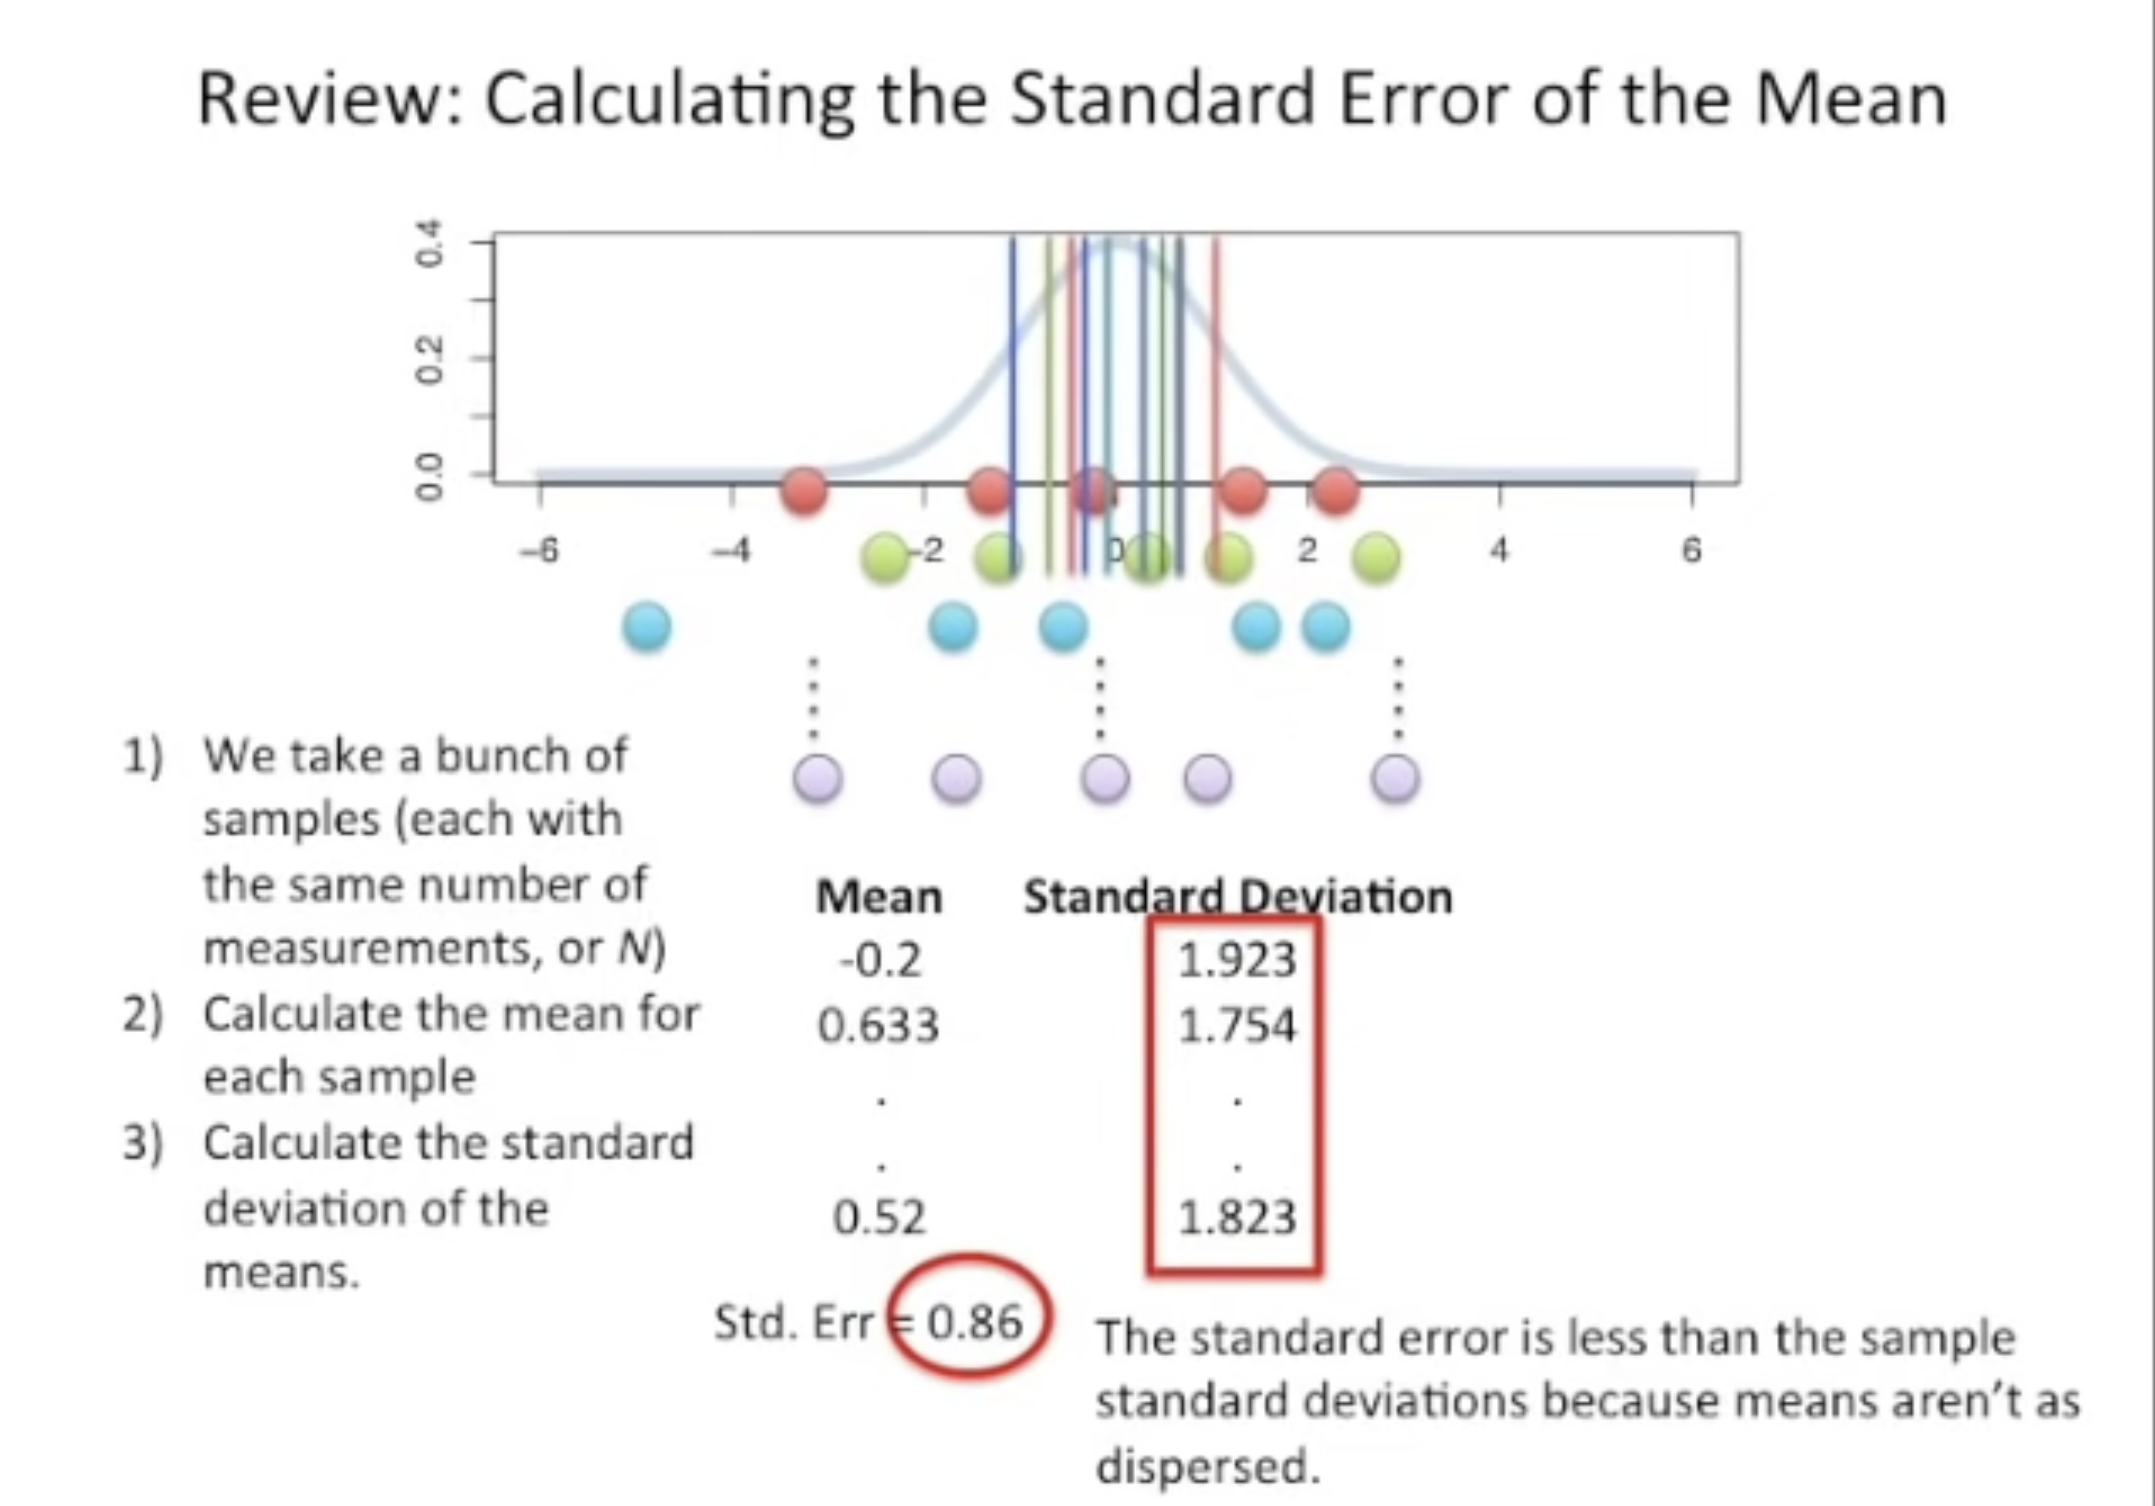 Review: Calculating the Standard Error of the Mean
0.4
0.2
0.0
–6
–4
–2
0
2
4
6
1) We take a bunch of
samples (each with
the same number of
measurements, or N)
2) Calculate the mean for
each sample
3) Calculate the standard
deviation of the
means.
Mean Standard Deviation
-0.2 1.923
0.633 1.754
. .
. .
0.52 1.823
Std. Err = 0.86
The standard error is less than the sample
standard deviations because means aren’t as
dispersed.